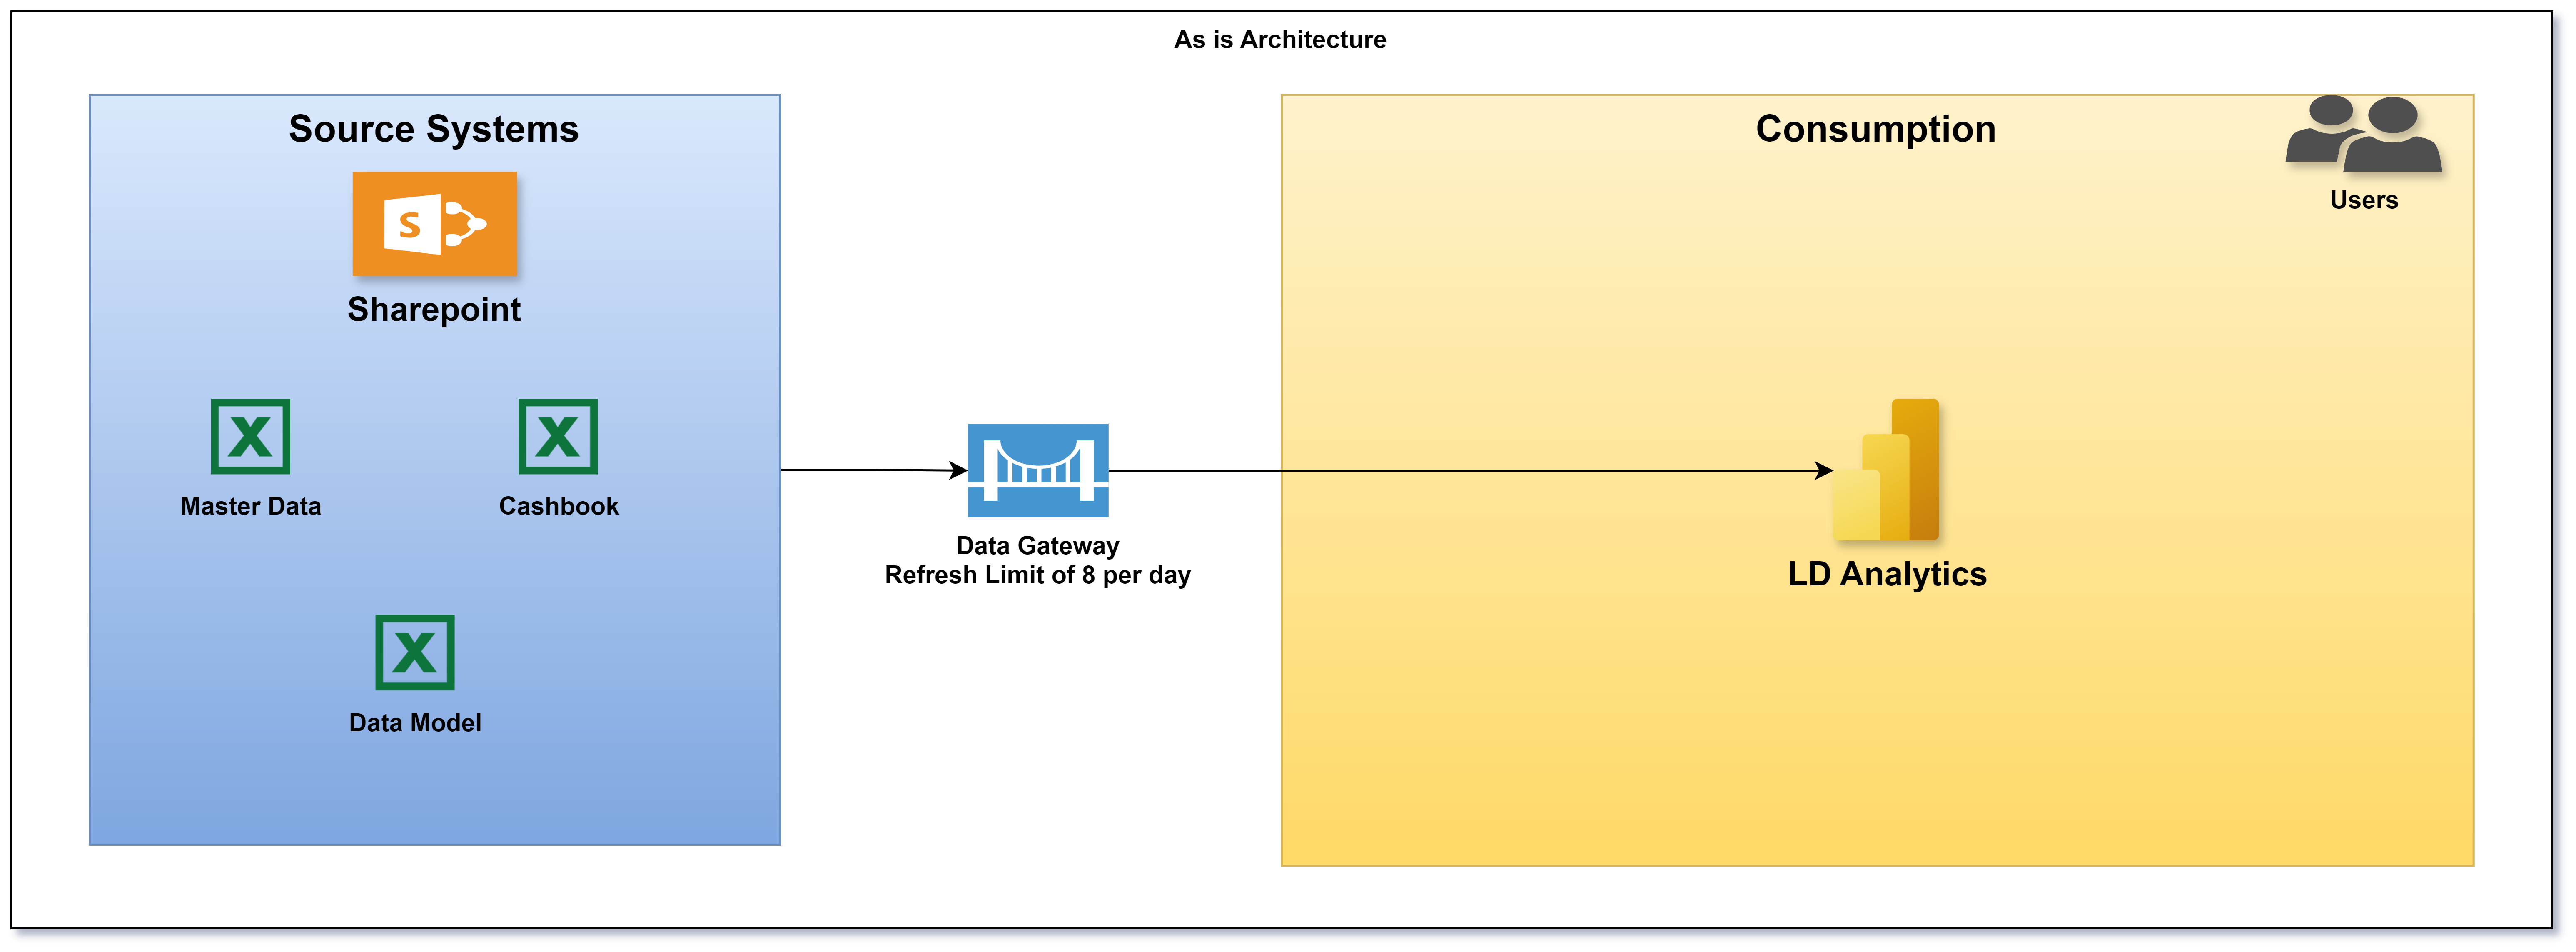 As is Architecture
Source Systems
S
Sharepoint
X
Master Data
X
Cashbook
X
Data Model
Data Gateway
Refresh Limit of 8 per day
Consumption
Users
LD Analytics